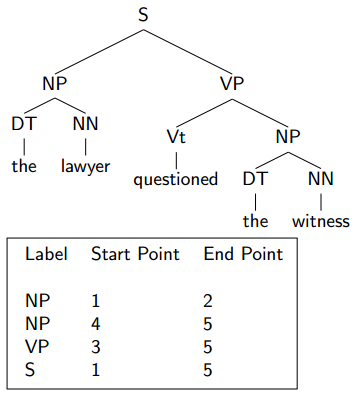 S
NP VP
DT NN Vt NP
the lawyer questioned DT NN
the witness
Label Start Point End Point
NP 1 2
NP 4 5
VP 3 5
S 1 5